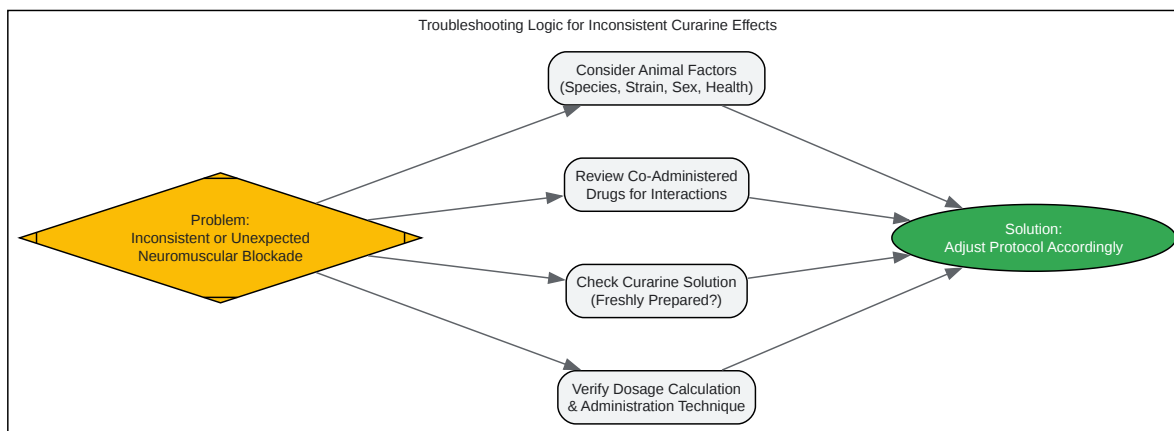 Troubleshooting Logic for Inconsistent Curarine Effects
Consider Animal Factors
(Species, Strain, Sex, Health)
Review Co-Administered
Drugs for Interactions
Problem:
Inconsistent or Unexpected
Neuromuscular Blockade
Solution:
Adjust Protocol Accordingly
Check Curarine Solution
(Freshly Prepared?)
Verify Dosage Calculation
& Administration Technique